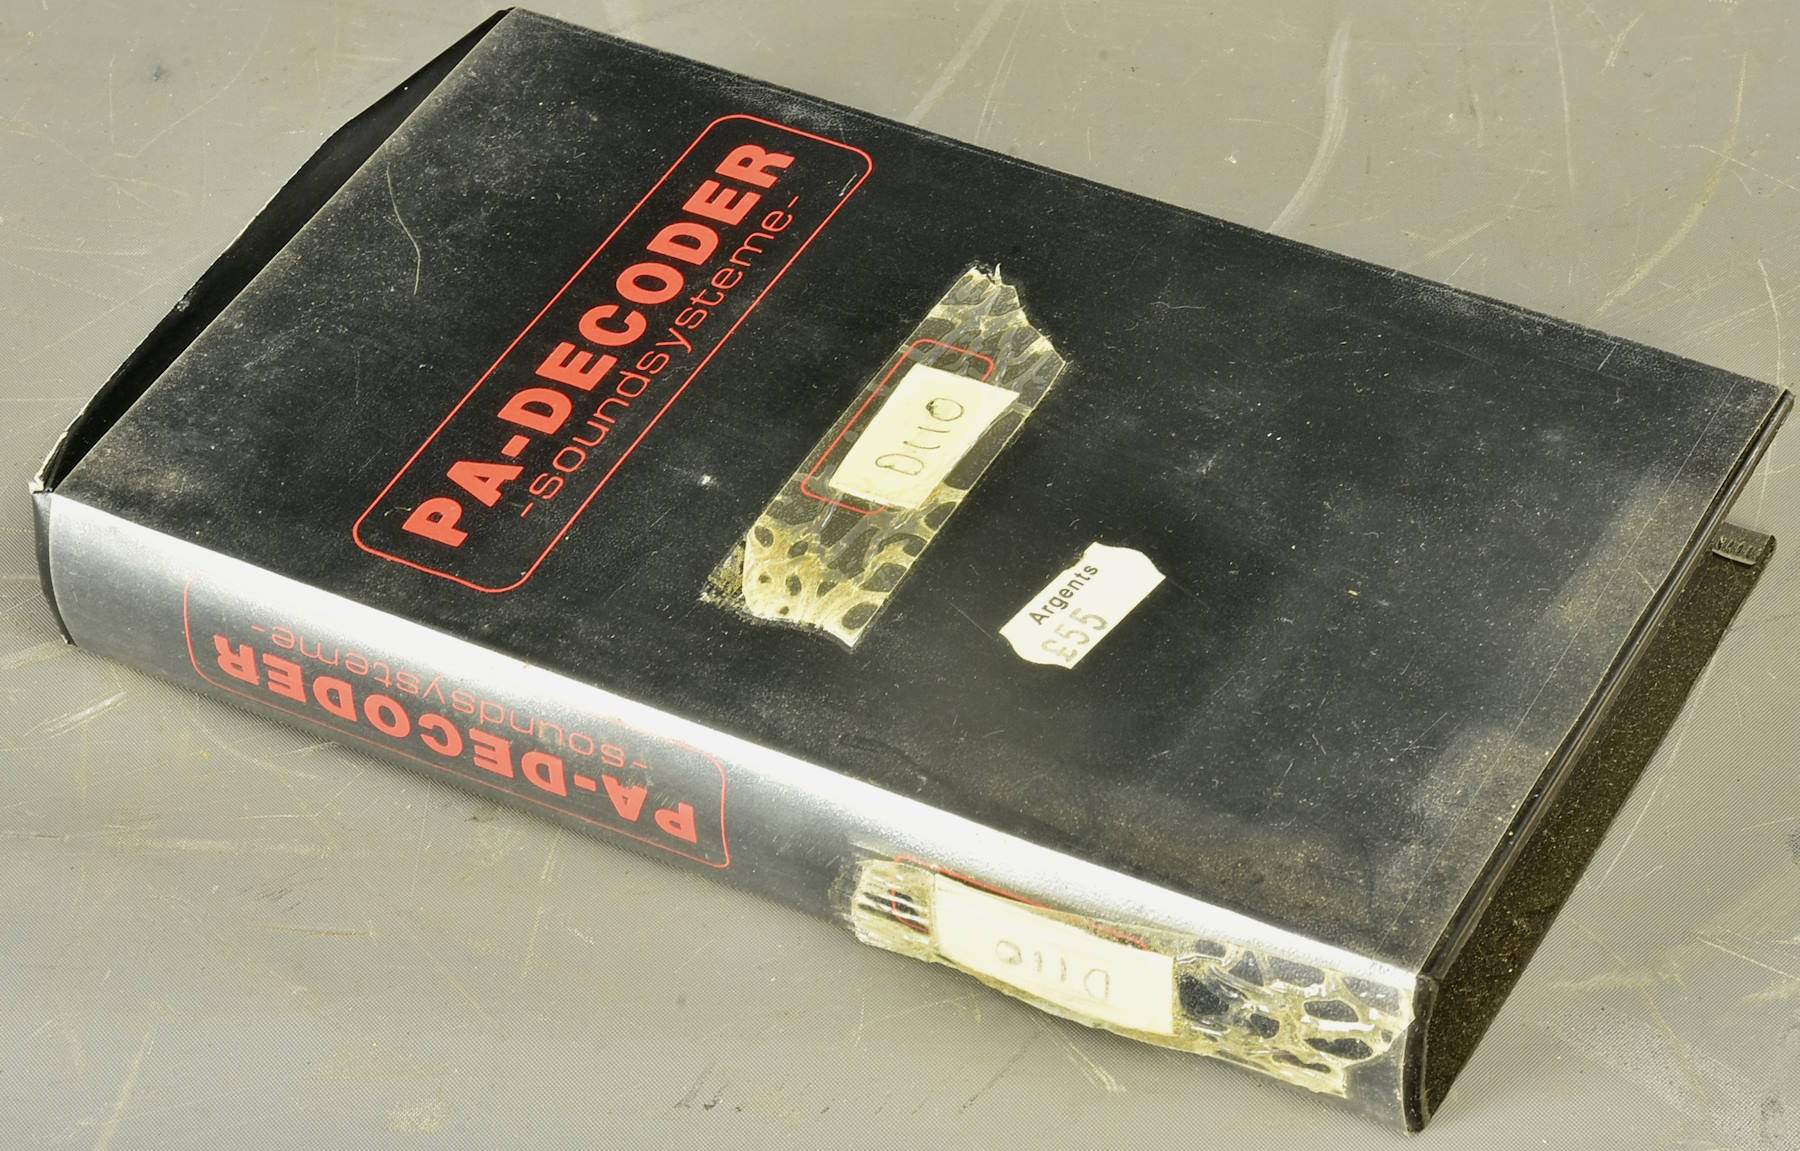 PA-DECODER
-soundsysteme-
D110
Argents
£55
PA-DECODER
-soundsysteme-
D110